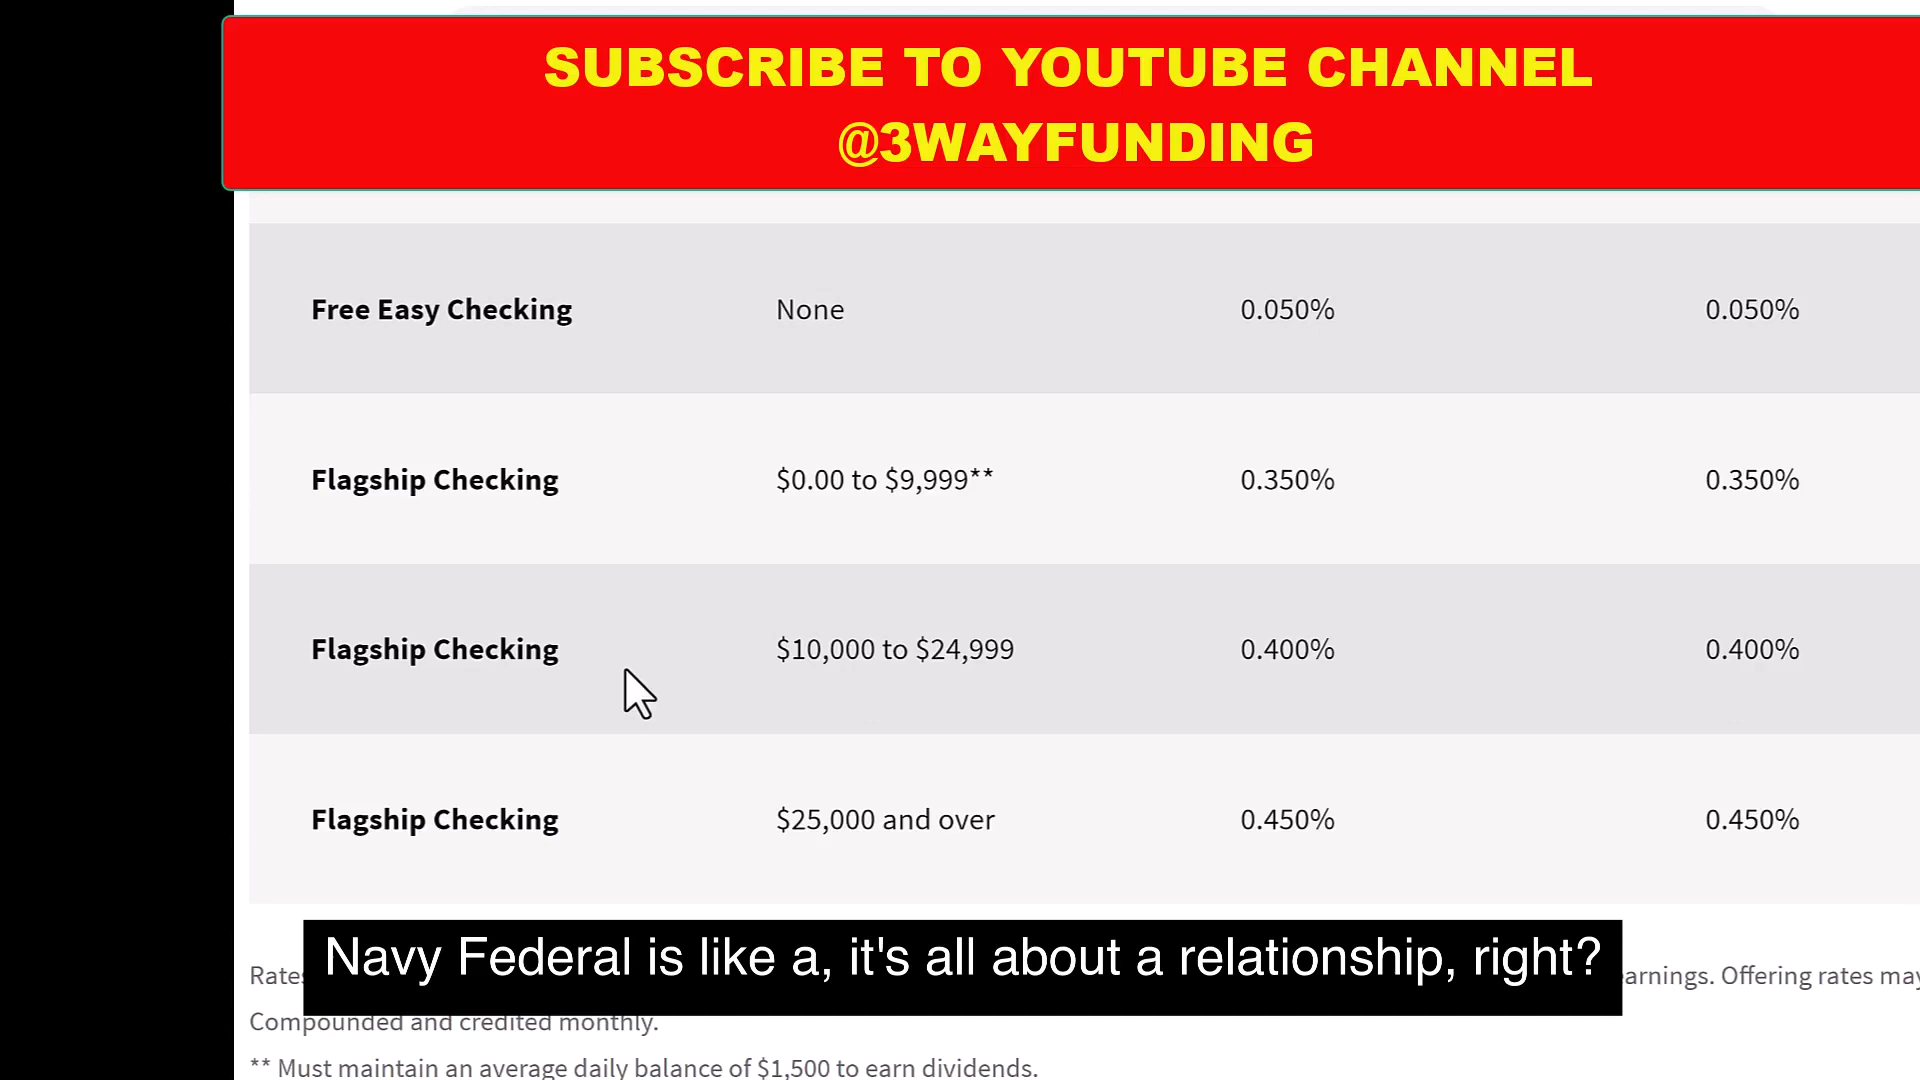 SUBSCRIBE TO YOUTUBE CHANNEL
@3WAYFUNDING
Free Easy Checking None 0.050% 0.050%
Flagship Checking $0.00 to $9,999** 0.350% 0.350%
Flagship Checking $10,000 to $24,999 0.400% 0.400%
Flagship Checking $25,000 and over 0.450% 0.450%
Navy Federal is like a, it's all about a relationship, right?
Rates earnings. Offering rates may
Compounded and credited monthly.
** Must maintain an average daily balance of $1,500 to earn dividends.